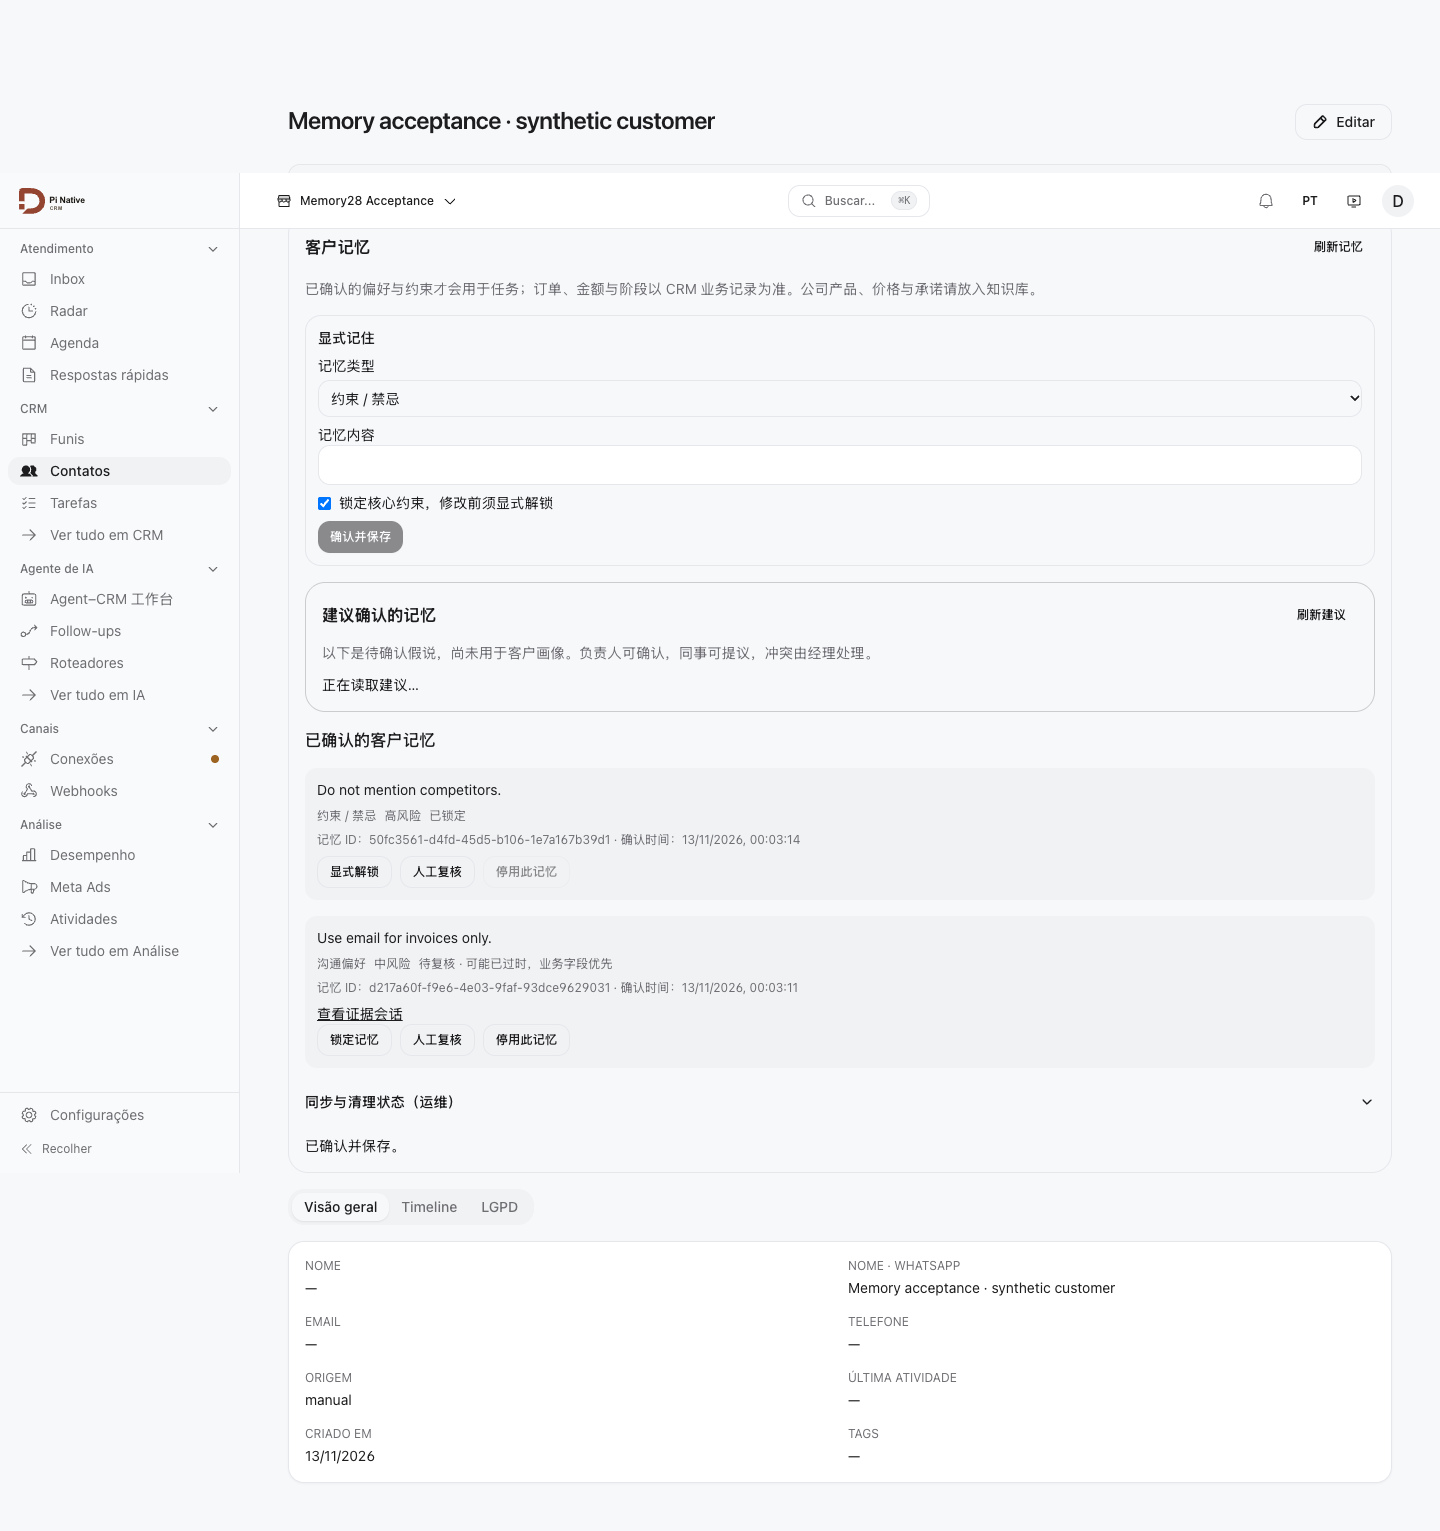 Memory acceptance · synthetic customer
Editar
Pi Native
CRM
Memory28 Acceptance
Buscar...
⌘K
PT
D
Atendimento
Inbox
Radar
Agenda
Respostas rápidas
CRM
Funis
Contatos
Tarefas
Ver tudo em CRM
Agente de IA
Agent–CRM 工作台
Follow-ups
Roteadores
Ver tudo em IA
Canais
Conexões
Webhooks
Análise
Desempenho
Meta Ads
Atividades
Ver tudo em Análise
Configurações
Recolher
客户记忆
刷新记忆
已确认的偏好与约束才会用于任务；订单、金额与阶段以 CRM 业务记录为准。公司产品、价格与承诺请放入知识库。
显式记住
记忆类型
约束 / 禁忌
记忆内容
锁定核心约束，修改前须显式解锁
确认并保存
建议确认的记忆
刷新建议
以下是待确认假说，尚未用于客户画像。负责人可确认，同事可提议，冲突由经理处理。
正在读取建议…
已确认的客户记忆
Do not mention competitors.
约束 / 禁忌 高风险 已锁定
记忆 ID：50fc3561-d4fd-45d5-b106-1e7a167b39d1 · 确认时间：13/11/2026, 00:03:14
显式解锁
人工复核
停用此记忆
Use email for invoices only.
沟通偏好 中风险 待复核 · 可能已过时，业务字段优先
记忆 ID：d217a60f-f9e6-4e03-9faf-93dce9629031 · 确认时间：13/11/2026, 00:03:11
查看证据会话
锁定记忆
人工复核
停用此记忆
同步与清理状态（运维）
已确认并保存。
Visão geral
Timeline
LGPD
NOME
—
NOME · WHATSAPP
Memory acceptance · synthetic customer
EMAIL
—
TELEFONE
—
ORIGEM
manual
ÚLTIMA ATIVIDADE
—
CRIADO EM
13/11/2026
TAGS
—